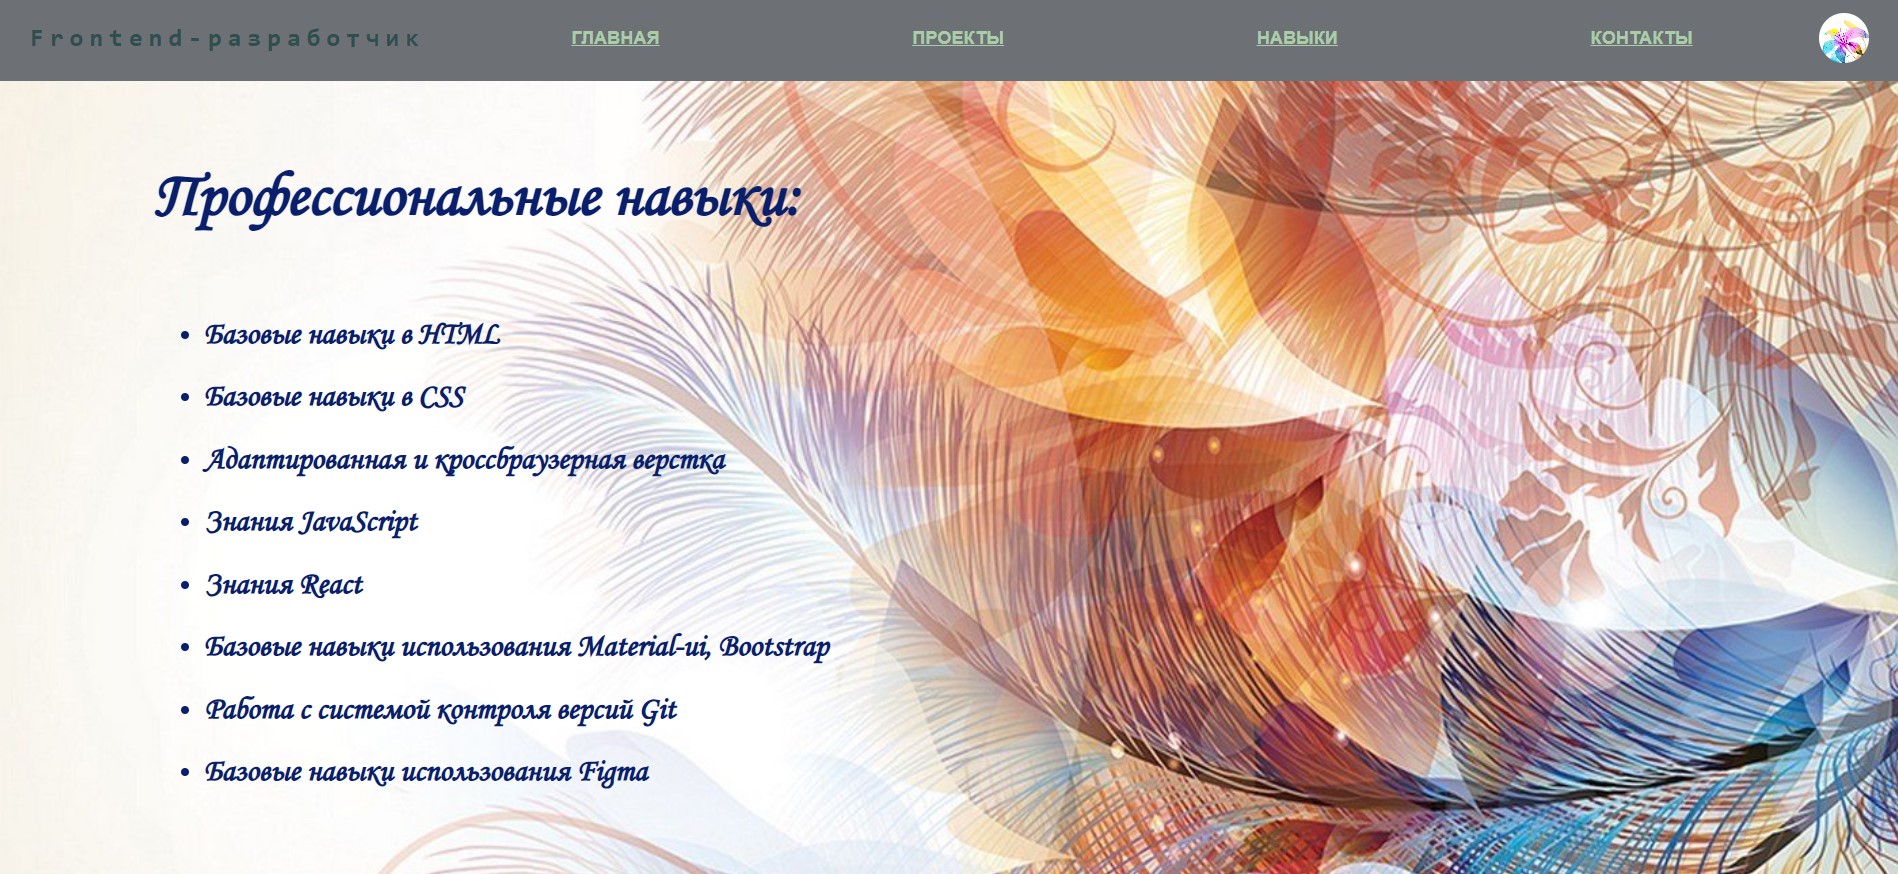 Frontend-разработчик
ГЛАВНАЯ
ПРОЕКТЫ
НАВЫКИ
КОНТАКТЫ
Профессиональные навыки:
• Базовые навыки в HTML
• Базовые навыки в CSS
• Адаптированная и кроссбраузерная верстка
• Знания JavaScript
• Знания React
• Базовые навыки использования Material-ui, Bootstrap
• Работа с системой контроля версий Git
• Базовые навыки использования Figma